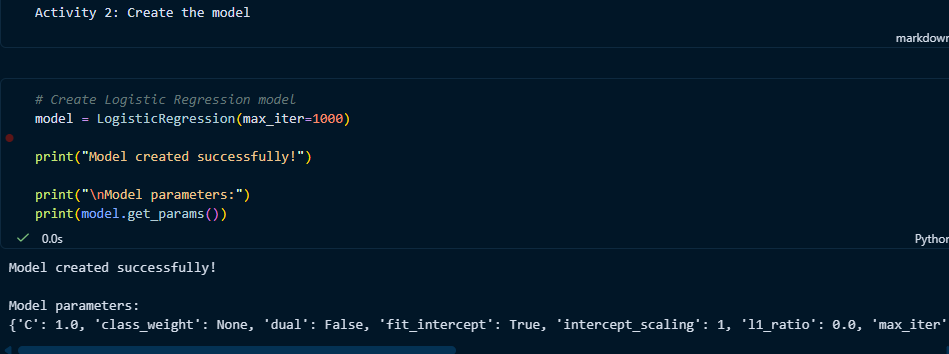 Activity 2: Create the model
markdown
# Create Logistic Regression model
model = LogisticRegression(max_iter=1000)
print("Model created successfully!")
print("\nModel parameters:")
print(model.get_params())
0.0s
Python
Model created successfully!
Model parameters:
{'C': 1.0, 'class_weight': None, 'dual': False, 'fit_intercept': True, 'intercept_scaling': 1, 'l1_ratio': 0.0, 'max_iter'